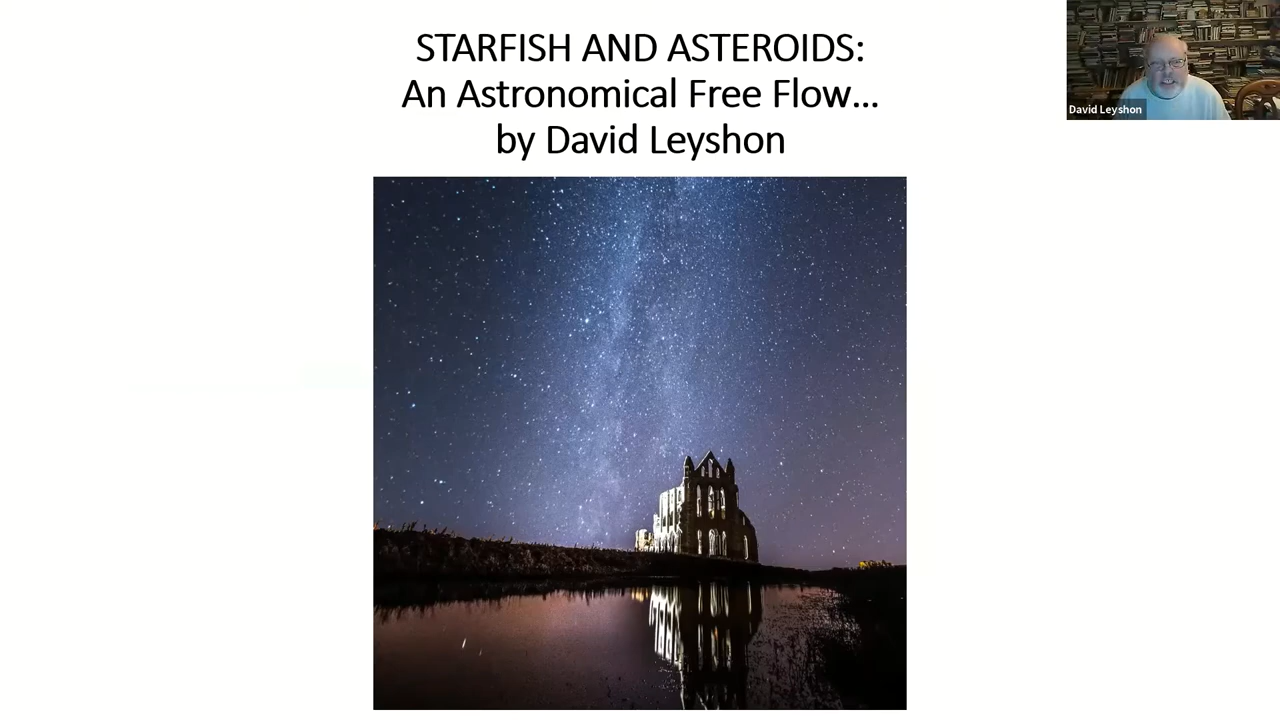 STARFISH AND ASTEROIDS:
An Astronomical Free Flow...
by David Leyshon
David Leyshon